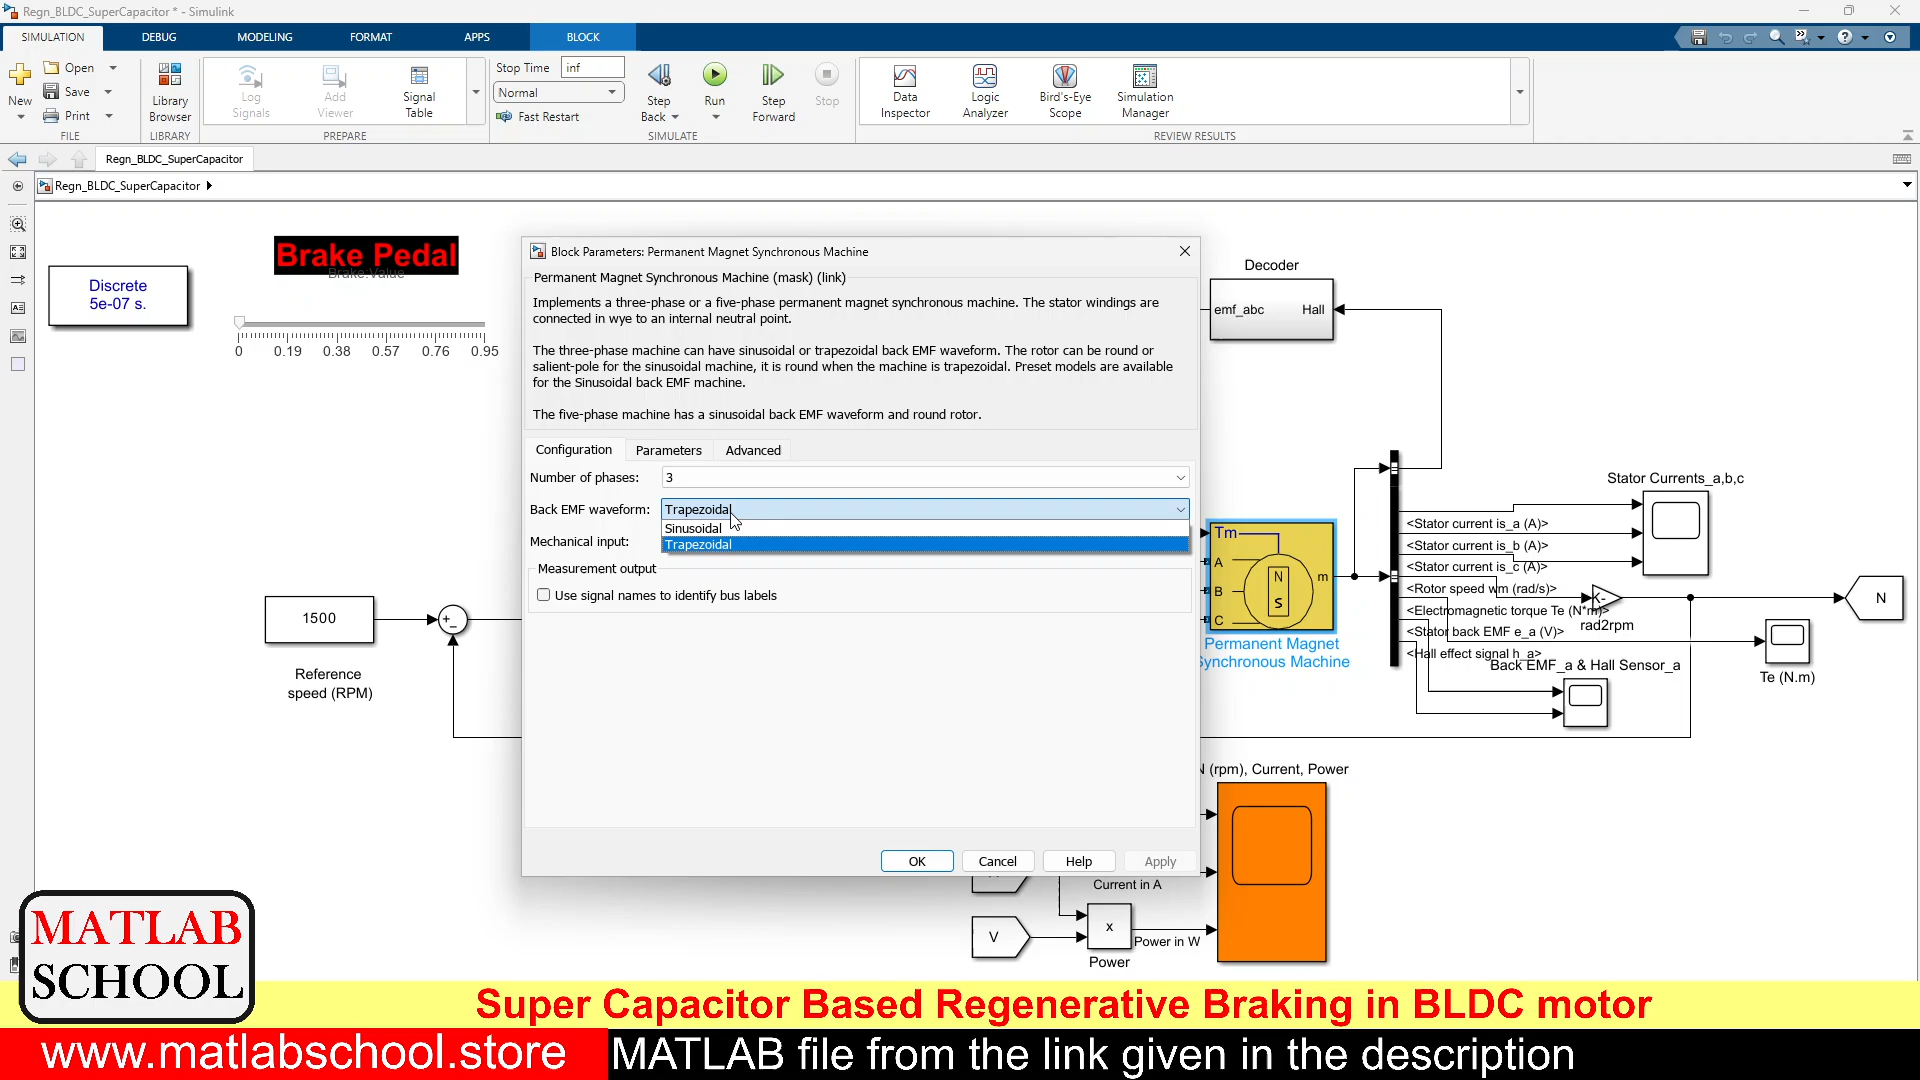 Regn_BLDC_SuperCapacitor * - Simulink
SIMULATION DEBUG MODELING FORMAT APPS BLOCK
New
Open
Save
Print
FILE
Library
Browser
LIBRARY
Log
Signals
Add
Viewer
Signal
Table
PREPARE
Stop Time inf
Normal
Fast Restart
Step
Back
Run
Step
Forward
Stop
SIMULATE
Data
Inspector
Logic
Analyzer
Bird's-Eye
Scope
Simulation
Manager
REVIEW RESULTS
Regn_BLDC_SuperCapacitor
Regn_BLDC_SuperCapacitor
Discrete
5e-07 s.
Brake Pedal
Brake:Value
0 0.19 0.38 0.57 0.76 0.95
1500
Reference
speed (RPM)
Block Parameters: Permanent Magnet Synchronous Machine
Permanent Magnet Synchronous Machine (mask) (link)
Implements a three-phase or a five-phase permanent magnet synchronous machine. The stator windings are
connected in wye to an internal neutral point.
The three-phase machine can have sinusoidal or trapezoidal back EMF waveform. The rotor can be round or
salient-pole for the sinusoidal machine, it is round when the machine is trapezoidal. Preset models are available
for the Sinusoidal back EMF machine.
The five-phase machine has a sinusoidal back EMF waveform and round rotor.
Configuration Parameters Advanced
Number of phases: 3
Back EMF waveform: Trapezoidal
Sinusoidal
Mechanical input:
Trapezoidal
Measurement output
Use signal names to identify bus labels
OK Cancel Help Apply
Decoder
emf_abc Hall
Tm
A
B
C
N
S
m
Permanent Magnet
Synchronous Machine
Stator Currents_a,b,c
<Stator current is_a (A)>
<Stator current is_b (A)>
<Stator current is_c (A)>
<Rotor speed wm (rad/s)>
<Electromagnetic torque Te (N*m)>
<Stator back EMF e_a (V)>
<Hall effect signal h_a>
K-
rad2rpm
N
Te (N.m)
Back EMF_a & Hall Sensor_a
(rpm), Current, Power
Current in A
V
x
Power in W
Power
MATLAB
SCHOOL
Super Capacitor Based Regenerative Braking in BLDC motor
www.matlabschool.store
MATLAB file from the link given in the description